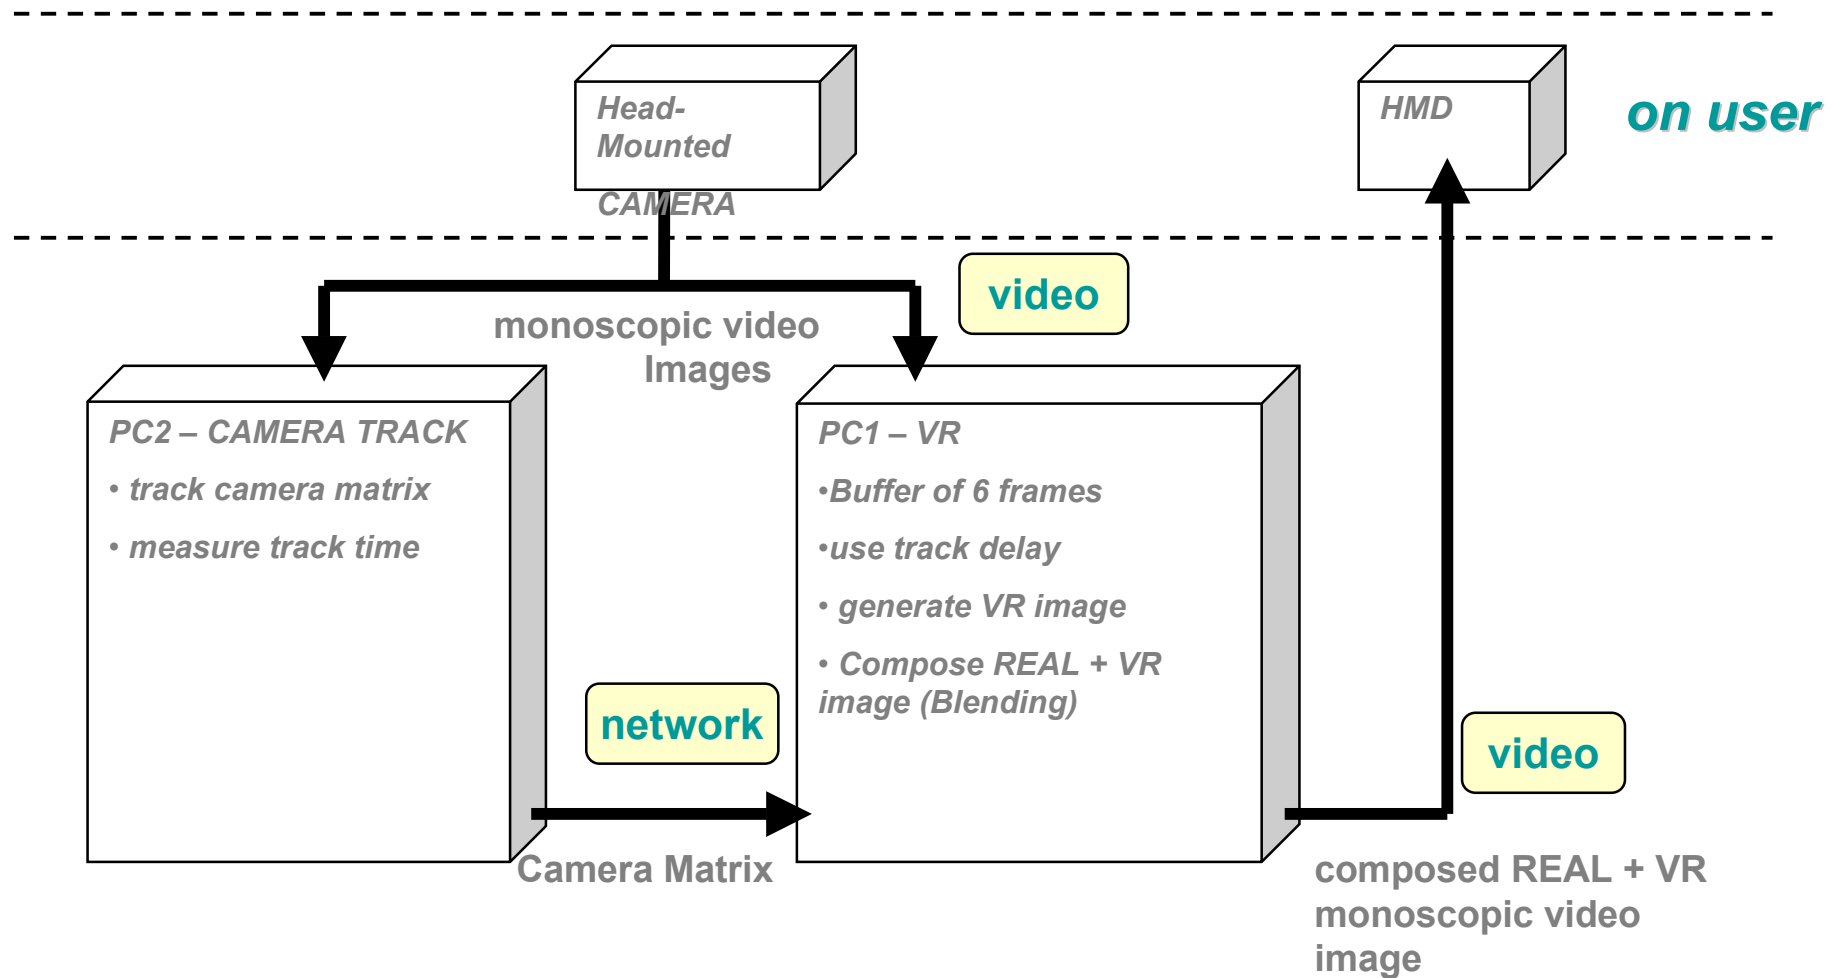 Head-
Mounted
CAMERA
HMD
on user
video
monoscopic video
Images
PC2 – CAMERA TRACK
• track camera matrix
• measure track time
PC1 – VR
•Buffer of 6 frames
•use track delay
• generate VR image
• Compose REAL + VR
image (Blending)
network
Camera Matrix
video
composed REAL + VR
monoscopic video
image